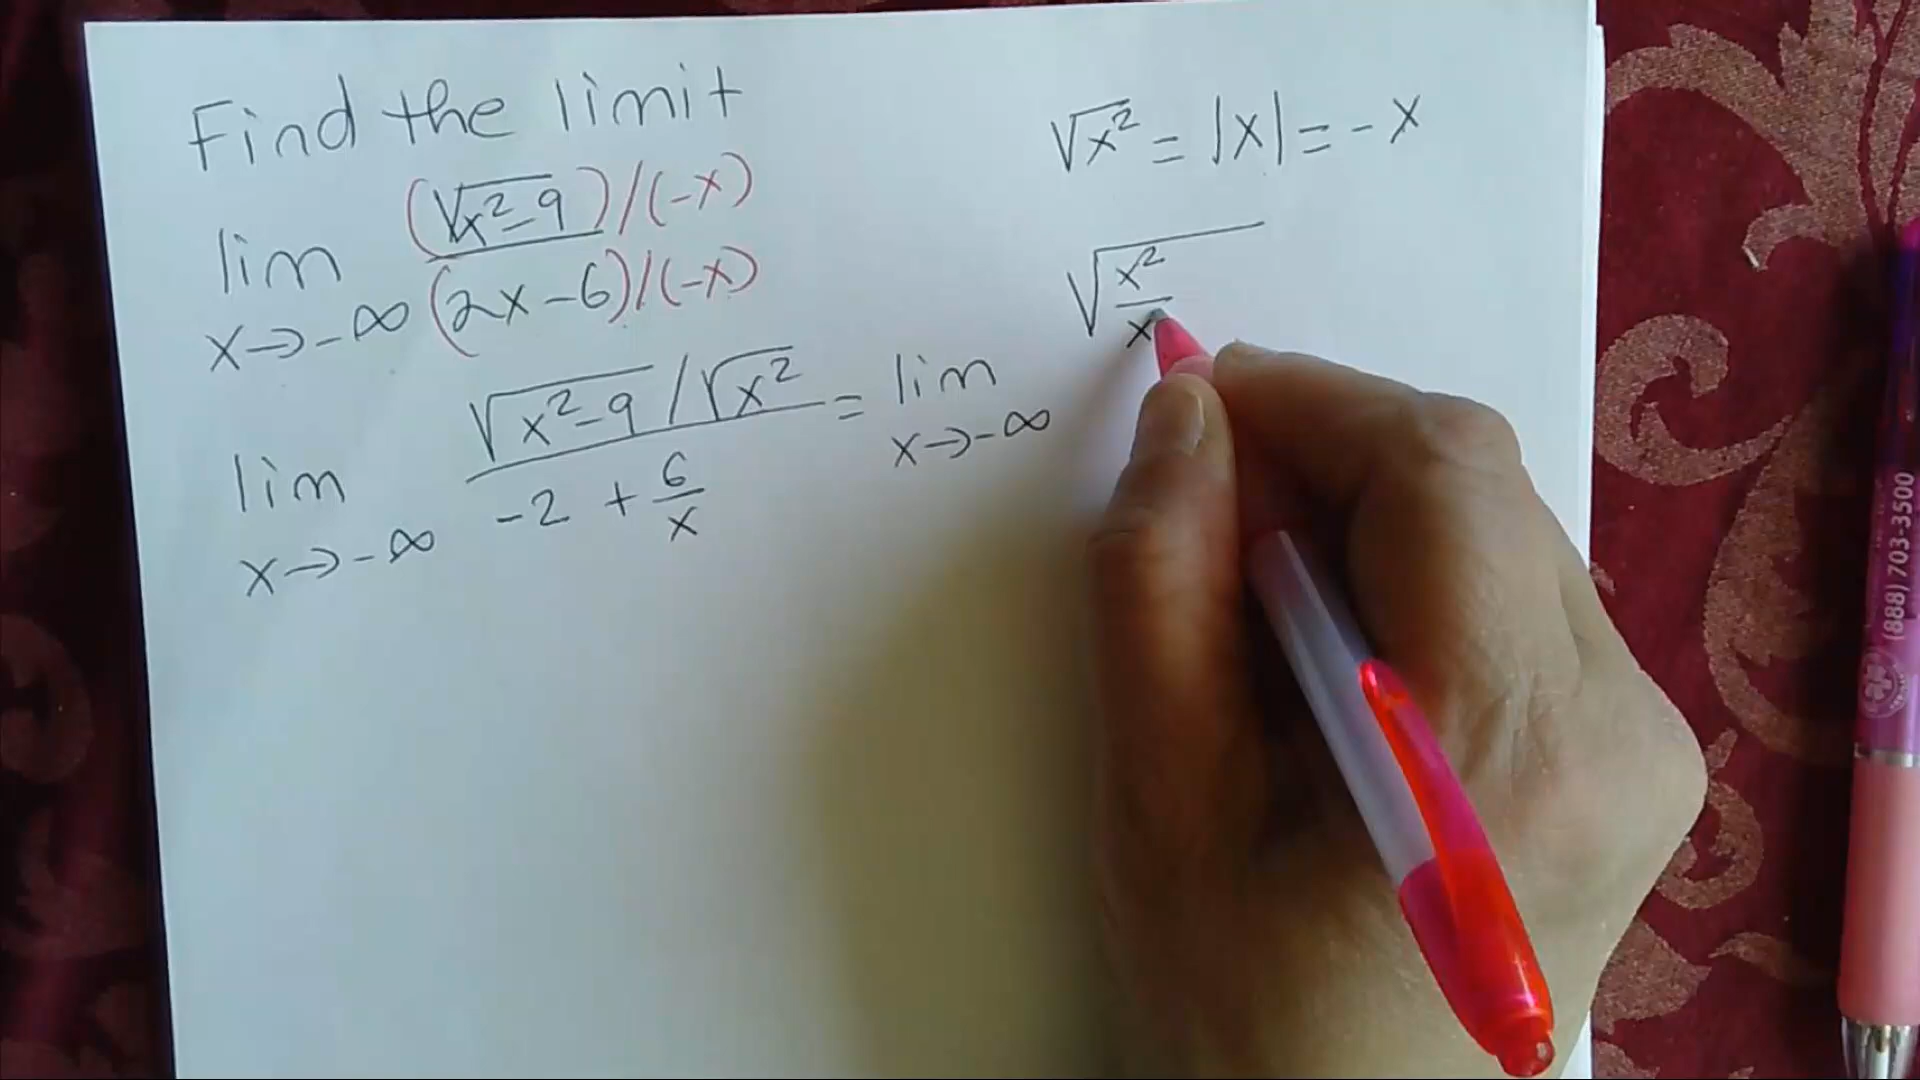 Find the limit
lim x→-∞ (√x²-9)/(-x) / (2x-6)/(-x)
√x² = |x| = -x
lim x→-∞ √x²-9 / √x² / -2 + 6/x = lim x→-∞ √x²/x
(888) 703-3500